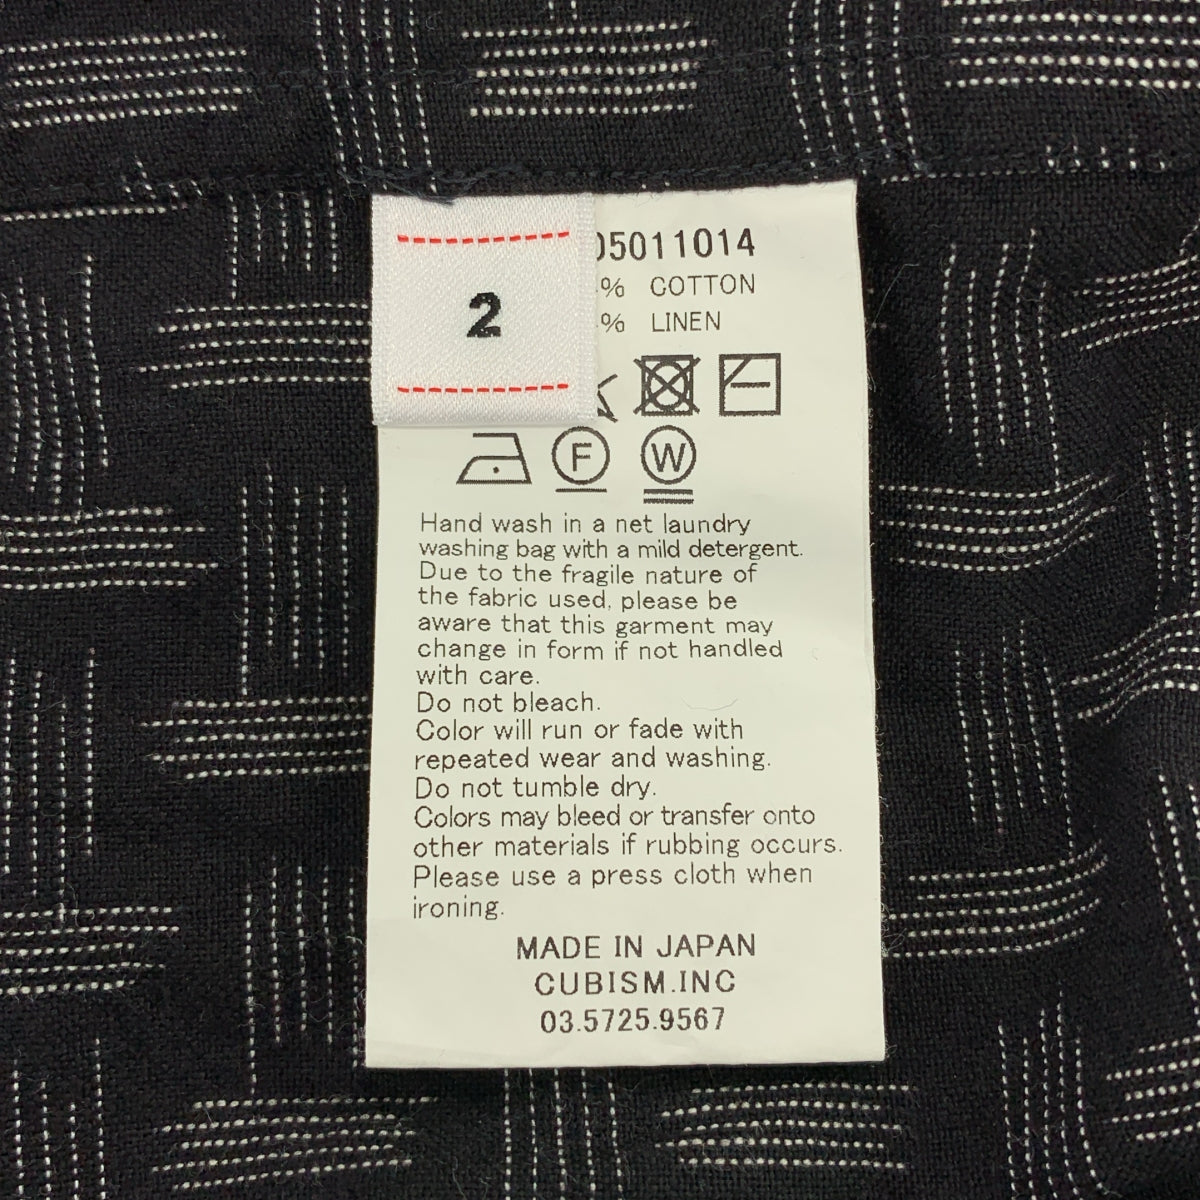 2
05011014
% COTTON
% LINEN
F W
Hand wash in a net laundry
washing bag with a mild detergent.
Due to the fragile nature of
the fabric used, please be
aware that this garment may
change in form if not handled
with care.
Do not bleach.
Color will run or fade with
repeated wear and washing.
Do not tumble dry.
Colors may bleed or transfer onto
other materials if rubbing occurs.
Please use a press cloth when
ironing.
MADE IN JAPAN
CUBISM.INC
03.5725.9567